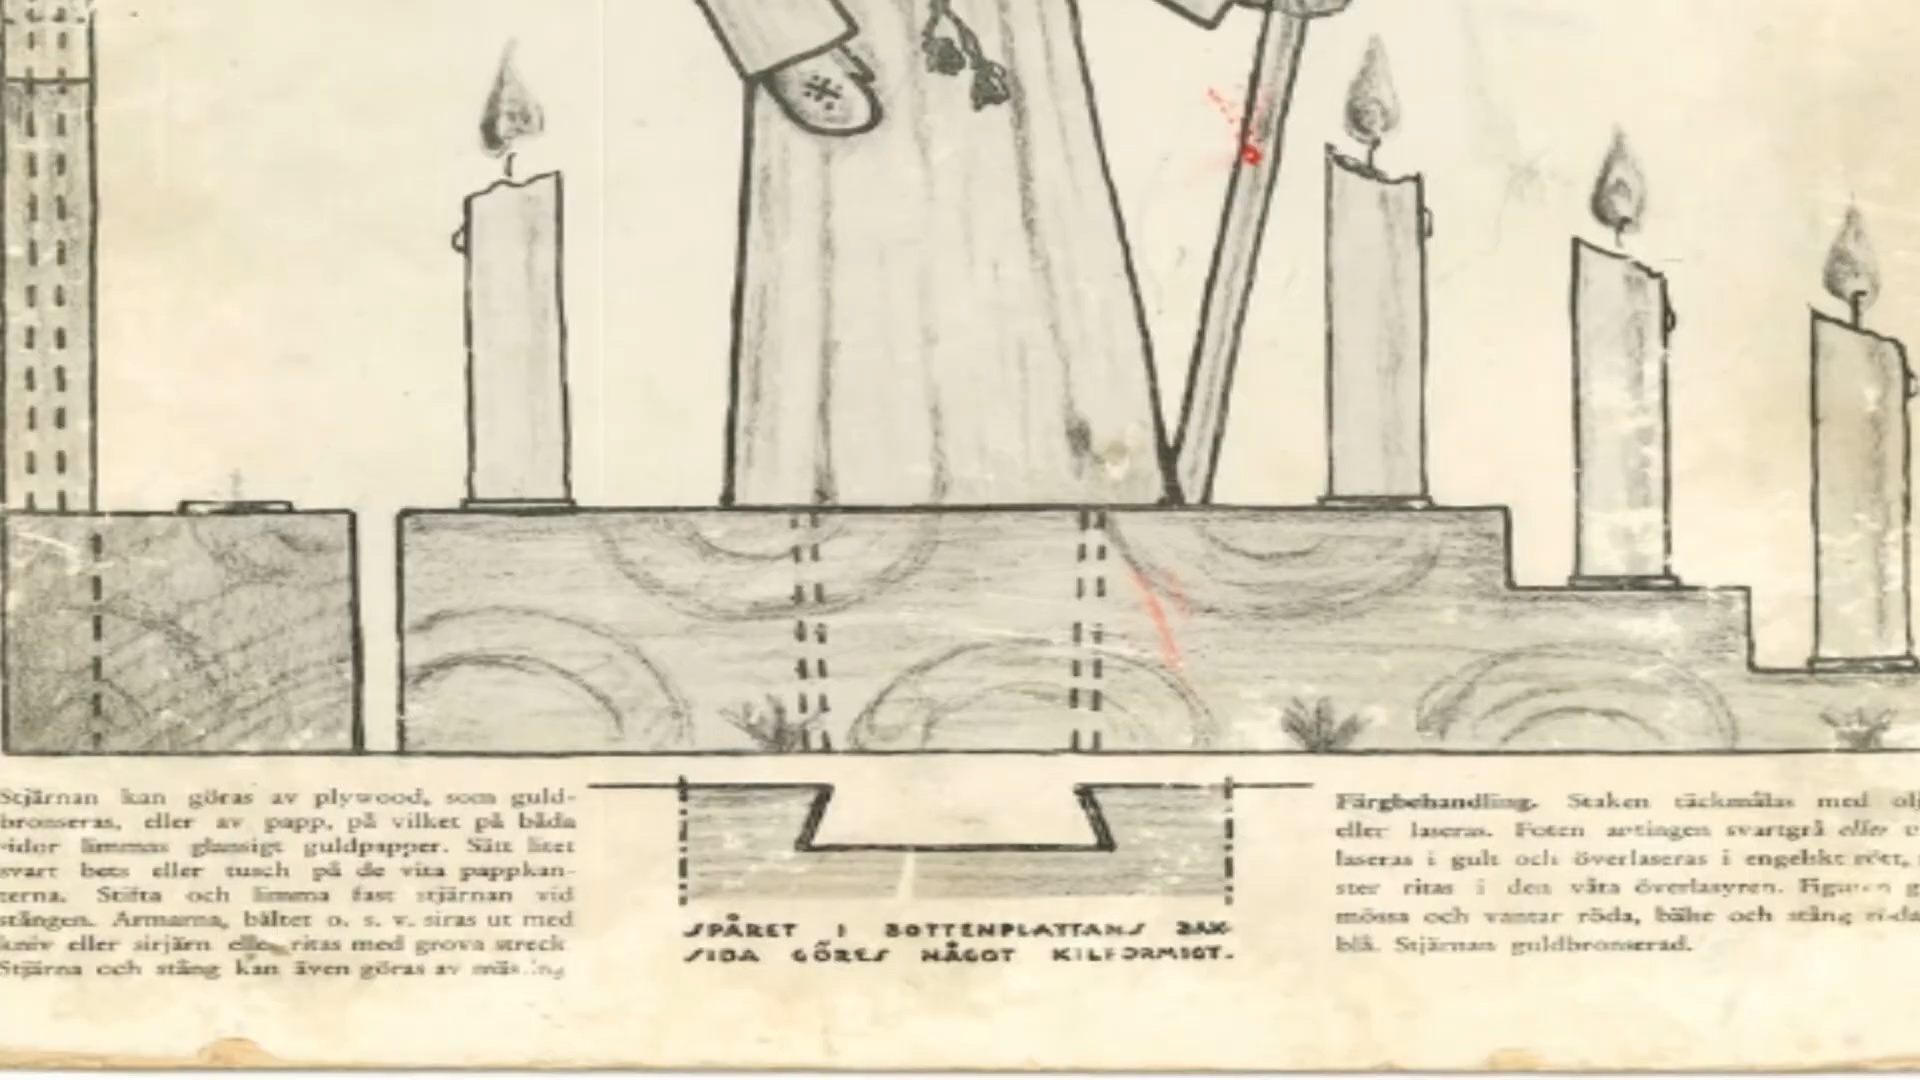 Stjärnan kan göras av plywood, som guld-
bronseras, eller av papp, på vilket på båda
sidor limmas glansigt guldpapper. Sätt litet
svart bets eller tusch på de vita pappkan-
terna. Stifta och limma fast stjärnan vid
stången. Armarna, bältet o. s. v. siras ut med
kniv eller sirjärn eller ritas med grova streck
Stjärna och stång kan även göras av mässing
SPÅRET I BOTTENPLATTANS BAK-
SIDA GÖRES NÅGOT KILFORMIGT.
Färgbehandling. Staken täckmålas med
eller laseras. Foten antingen svartgrå eller
laseras i gult och överlaseras i engelskt rött,
ster ritas i den våta överlasyren. Figuren
mössa och vantar röda, bälte och stång
blå. Stjärnan guldbronserad.